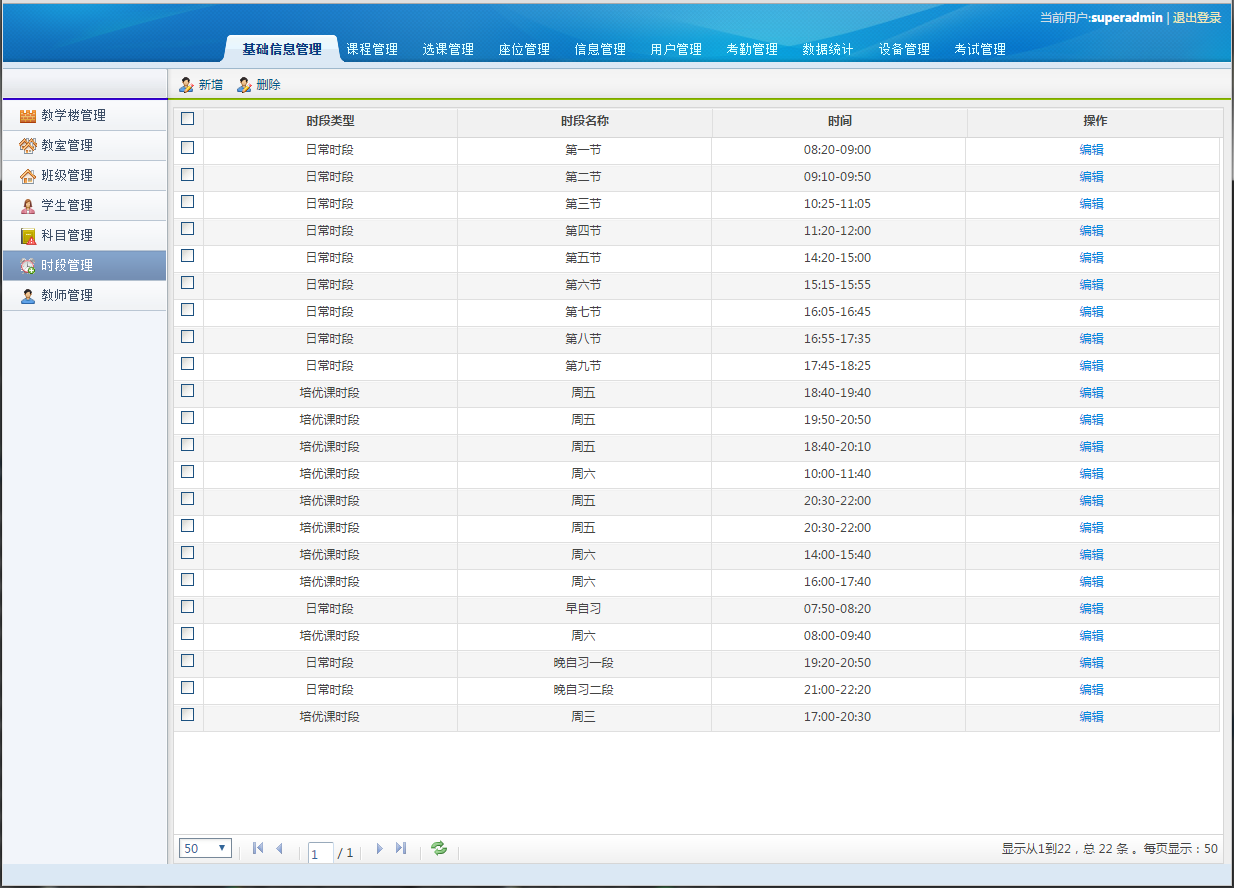 当前用户:superadmin | 退出登录
基础信息管理 课程管理 选课管理 座位管理 信息管理 用户管理 考勤管理 数据统计 设备管理 考试管理
新增 删除
教学楼管理
教室管理
班级管理
学生管理
科目管理
时段管理
教师管理
时段类型 时段名称 时间 操作
日常时段 第一节 08:20-09:00 编辑
日常时段 第二节 09:10-09:50 编辑
日常时段 第三节 10:25-11:05 编辑
日常时段 第四节 11:20-12:00 编辑
日常时段 第五节 14:20-15:00 编辑
日常时段 第六节 15:15-15:55 编辑
日常时段 第七节 16:05-16:45 编辑
日常时段 第八节 16:55-17:35 编辑
日常时段 第九节 17:45-18:25 编辑
培优课时段 周五 18:40-19:40 编辑
培优课时段 周五 19:50-20:50 编辑
培优课时段 周五 18:40-20:10 编辑
培优课时段 周六 10:00-11:40 编辑
培优课时段 周五 20:30-22:00 编辑
培优课时段 周五 20:30-22:00 编辑
培优课时段 周六 14:00-15:40 编辑
培优课时段 周六 16:00-17:40 编辑
日常时段 早自习 07:50-08:20 编辑
培优课时段 周六 08:00-09:40 编辑
日常时段 晚自习一段 19:20-20:50 编辑
日常时段 晚自习二段 21:00-22:20 编辑
培优课时段 周三 17:00-20:30 编辑
50 1 / 1 显示从1到22，总 22 条 。每页显示：50